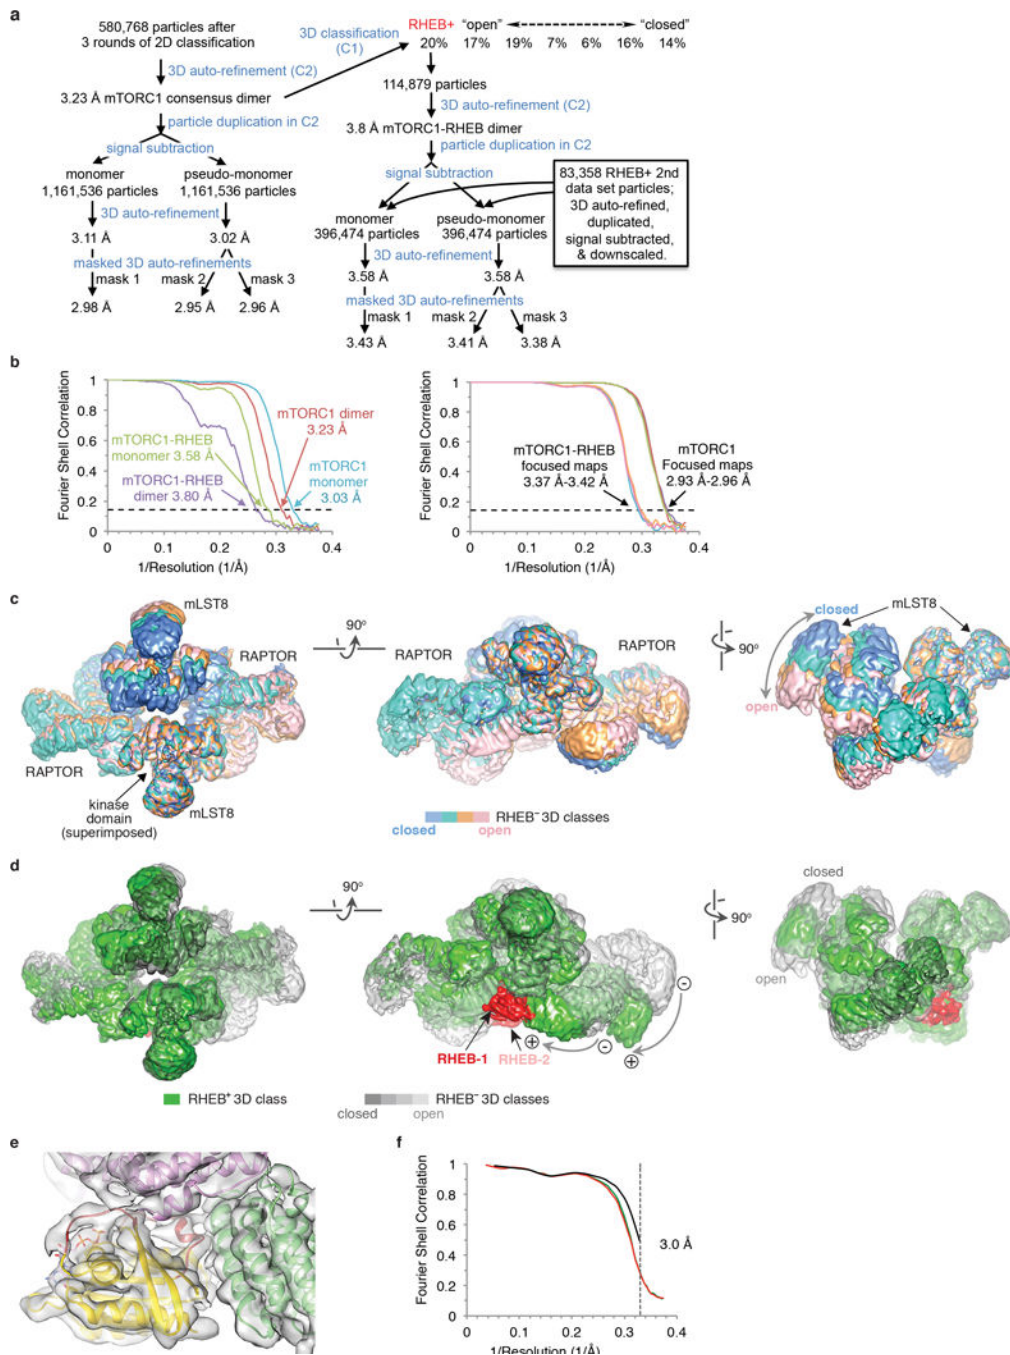 a
580,768 particles after
3 rounds of 2D classification
3D auto-refinement (C2)
3.23 Å mTORC1 consensus dimer
particle duplication in C2
signal subtraction
monomer
1,161,536 particles
pseudo-monomer
1,161,536 particles
3D auto-refinement
3.11 Å
3.02 Å
masked 3D auto-refinements
mask 1
mask 2
mask 3
2.98 Å
2.95 Å
2.96 Å
3D classification
(C1)
RHEB+
"open"
"closed"
20% 17% 19% 7% 6% 16% 14%
114,879 particles
3D auto-refinement (C2)
3.8 Å mTORC1-RHEB dimer
particle duplication in C2
signal subtraction
83,358 RHEB+ 2nd
data set particles;
3D auto-refined,
duplicated,
signal subtracted,
& downscaled.
monomer
396,474 particles
pseudo-monomer
396,474 particles
3D auto-refinement
3.58 Å
3.58 Å
masked 3D auto-refinements
mask 1
mask 2
mask 3
3.43 Å
3.41 Å
3.38 Å
b
Fourier Shell Correlation
1
0.8
0.6
0.4
0.2
0
mTORC1-RHEB
monomer 3.58 Å
mTORC1-RHEB
dimer 3.80 Å
mTORC1 dimer
3.23 Å
mTORC1
monomer
3.03 Å
0 0.1 0.2 0.3 0.4
1/Resolution (1/Å)
Fourier Shell Correlation
1
0.8
0.6
0.4
0.2
0
mTORC1-RHEB
focused maps
3.37 Å-3.42 Å
mTORC1
Focused maps
2.93 Å-2.96 Å
0 0.1 0.2 0.3 0.4
1/Resolution (1/Å)
c
mLST8
RAPTOR
RAPTOR
kinase
domain
(superimposed)
mLST8
90º
RAPTOR
RAPTOR
90º
closed
mLST8
open
RHEB⁻ 3D classes
closed
open
d
90º
RHEB-1
RHEB-2
+
-
-
+
90º
closed
open
RHEB⁺ 3D class
RHEB⁻ 3D classes
closed
open
e
f
Fourier Shell Correlation
1
0.8
0.6
0.4
0.2
0
3.0 Å
0 0.1 0.2 0.3 0.4
1/Resolution (1/Å)